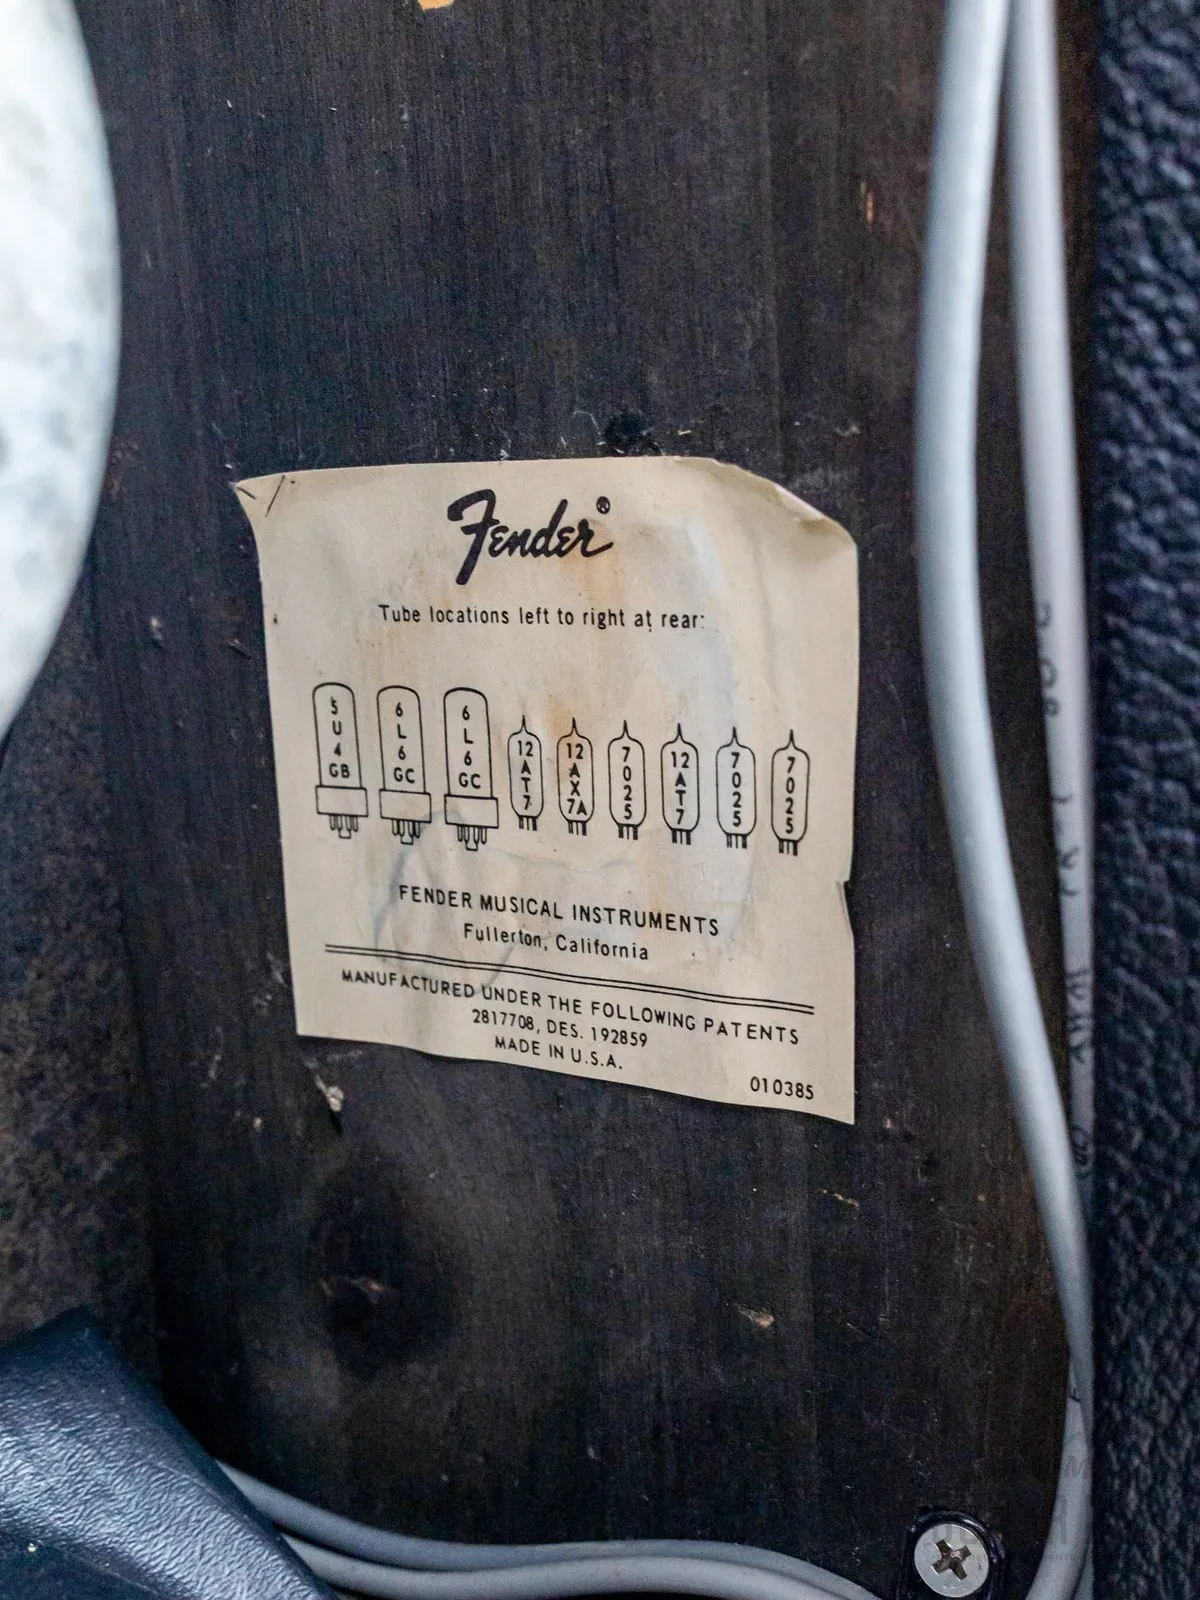 Fender®
Tube locations left to right at rear:
5U4GB 6L6GC 6L6GC 12AT7 12AX7A 7025 12AT7 7025 7025
FENDER MUSICAL INSTRUMENTS
Fullerton, California
MANUFACTURED UNDER THE FOLLOWING PATENTS
2817708, DES. 192859
MADE IN U.S.A.
010385